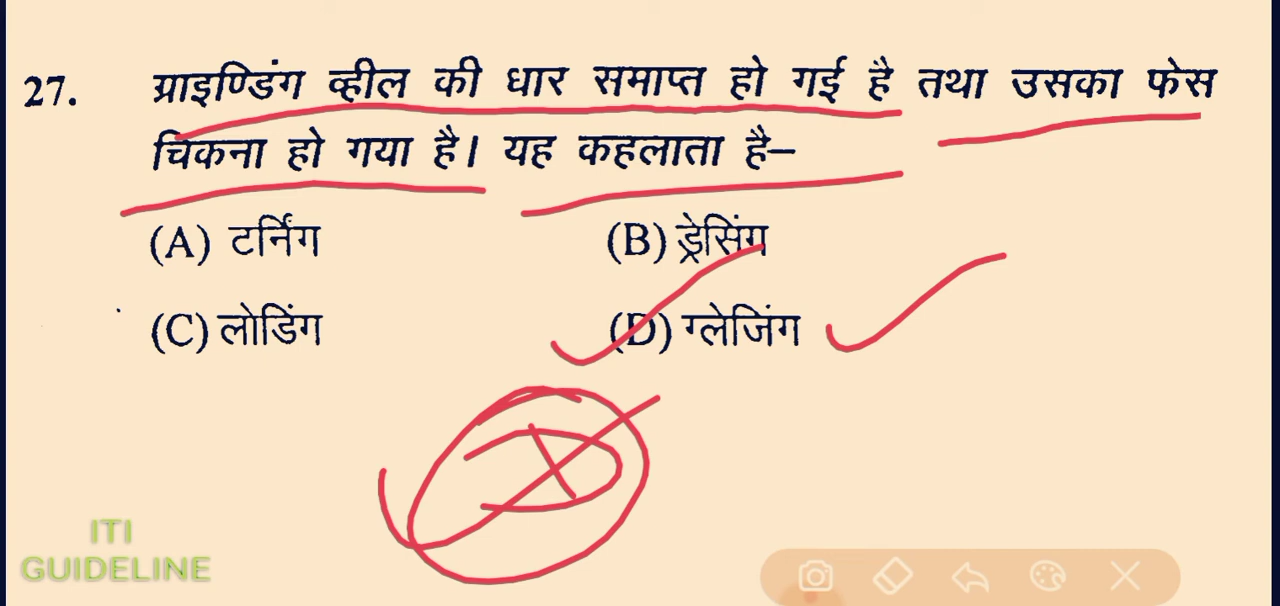 27. ग्राइण्डिंग व्हील की धार समाप्त हो गई है तथा उसका फेस
चिकना हो गया है। यह कहलाता है–
(A) टर्निंग (B) ड्रेसिंग
(C) लोडिंग (D) ग्लेजिंग
ITI
GUIDELINE